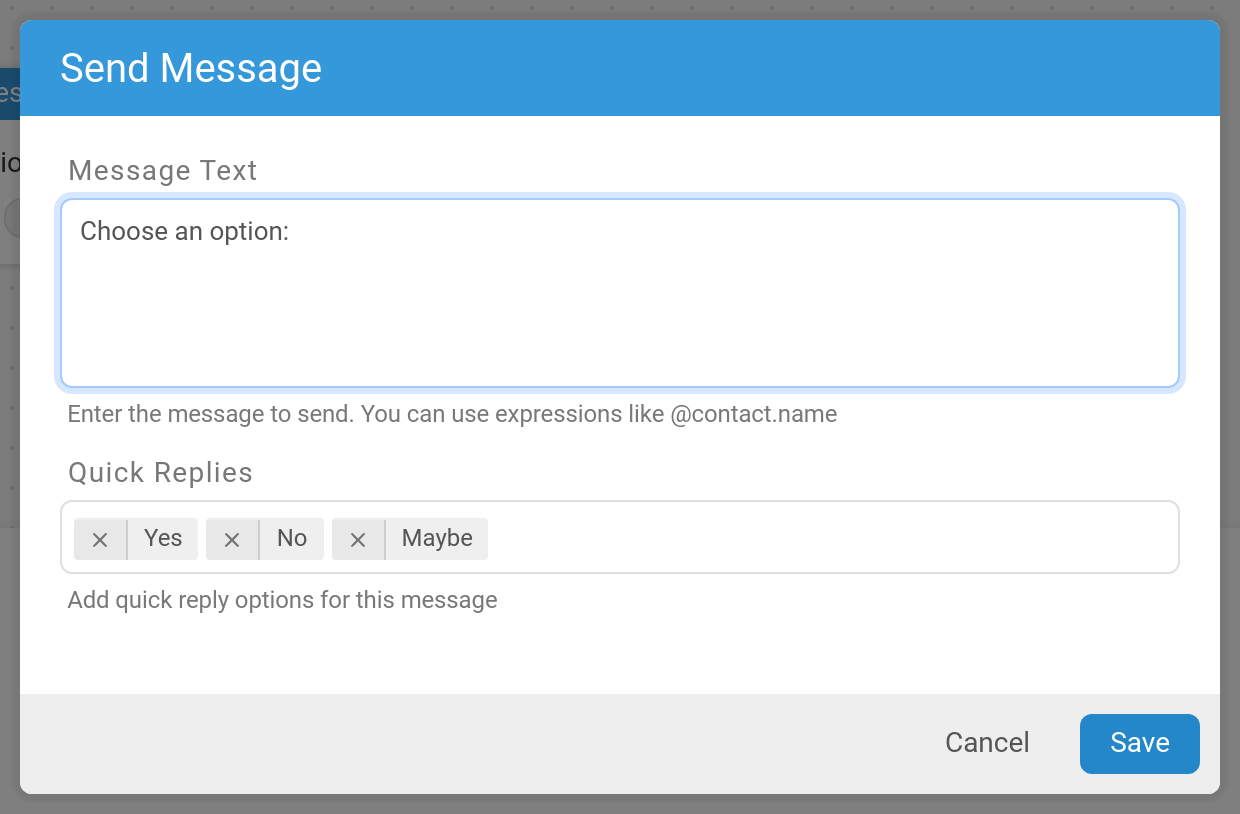 Send Message
Message Text
Choose an option:
Enter the message to send. You can use expressions like @contact.name
Quick Replies
Yes No Maybe
Add quick reply options for this message
Cancel Save